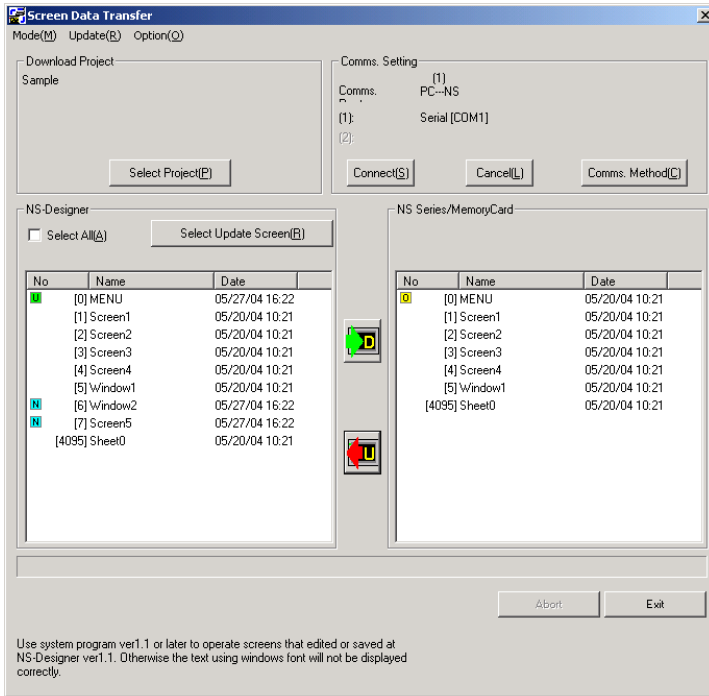 Screen Data Transfer
Mode(M) Update(R) Option(O)
Download Project
Sample
Select Project(P)
Comms. Setting
(1)
Comms. PC---NS
(1): Serial [COM1]
(2):
Connect(S) Cancel(L) Comms. Method(C)
NS-Designer
Select All(A) Select Update Screen(R)
No Name Date
U [0] MENU 05/27/04 16:22
[1] Screen1 05/20/04 10:21
[2] Screen2 05/20/04 10:21
[3] Screen3 05/20/04 10:21
[4] Screen4 05/20/04 10:21
[5] Window1 05/20/04 10:21
N [6] Window2 05/27/04 16:22
N [7] Screen5 05/27/04 16:22
[4095] Sheet0 05/20/04 10:21
D
U
NS Series/MemoryCard
No Name Date
O [0] MENU 05/20/04 10:21
[1] Screen1 05/20/04 10:21
[2] Screen2 05/20/04 10:21
[3] Screen3 05/20/04 10:21
[4] Screen4 05/20/04 10:21
[5] Window1 05/20/04 10:21
[4095] Sheet0 05/20/04 10:21
Abort Exit
Use system program ver1.1 or later to operate screens that edited or saved at
NS-Designer ver1.1. Otherwise the text using windows font will not be displayed
correctly.